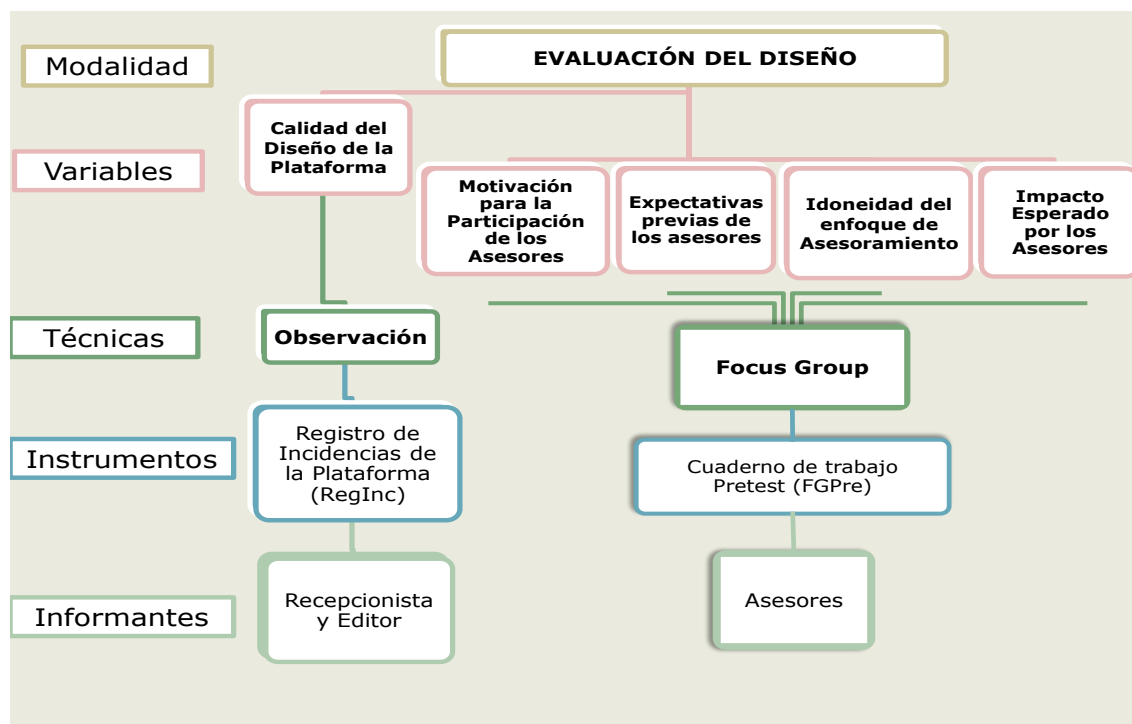 Modalidad
EVALUACIÓN DEL DISEÑO
Variables
Calidad del
Diseño de la
Plataforma
Motivación
para la
Participación
de los
Asesores
Expectativas
previas de
los asesores
Idoneidad del
enfoque de
Asesoramiento
Impacto
Esperado
por los
Asesores
Técnicas
Observación
Focus Group
Instrumentos
Registro de
Incidencias de
la Plataforma
(RegInc)
Cuaderno de trabajo
Pretest (FGPre)
Informantes
Recepcionista
y Editor
Asesores